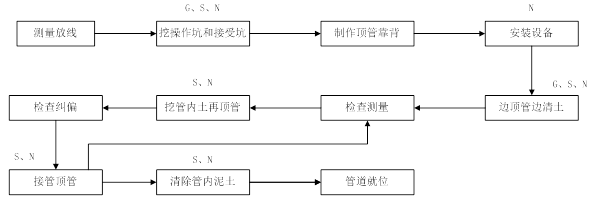 G、S、N
N
测量放线
挖操作坑和接受坑
制作顶管靠背
安装设备
S、N
G、S、N
检查纠偏
挖管内土再顶管
检查测量
边顶管边清土
S、N
S、N
接管顶管
清除管内泥土
管道就位